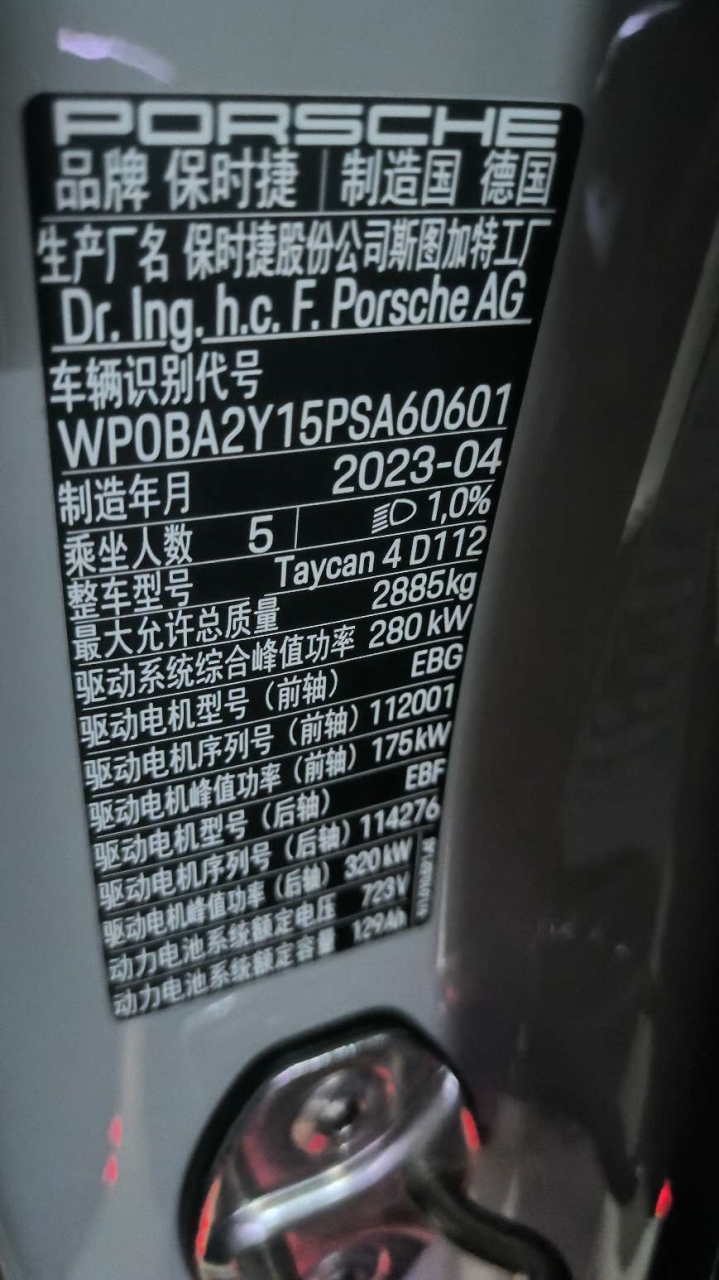 PORSCHE
品牌 保时捷 制造国 德国
生产厂名 保时捷股份公司斯图加特工厂
Dr. Ing. h.c. F. Porsche AG
车辆识别代号
WP0BA2Y15PSA60601
制造年月 2023-04
乘坐人数 5 1,0%
整车型号 Taycan 4 D112
最大允许总质量 2885kg
驱动系统综合峰值功率 280 kW
驱动电机型号（前轴） EBG
驱动电机序列号（前轴） 112001
驱动电机峰值功率（前轴） 175kW
驱动电机型号（后轴） EBF
驱动电机序列号（后轴） 114276
驱动电机峰值功率（后轴） 320 kW
动力电池系统额定电压 723V
动力电池系统额定容量 129Ah